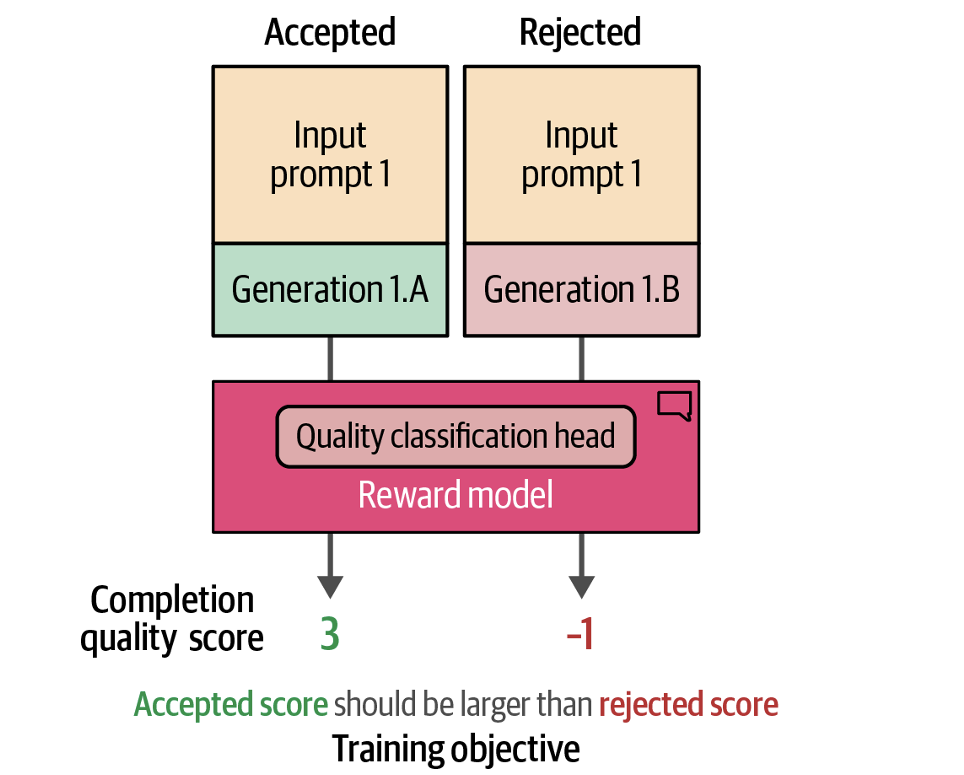 Accepted
Rejected
Input
prompt 1
Input
prompt 1
Generation 1.A
Generation 1.B
Quality classification head
Reward model
Completion
quality score
3
–1
Accepted score should be larger than rejected score
Training objective